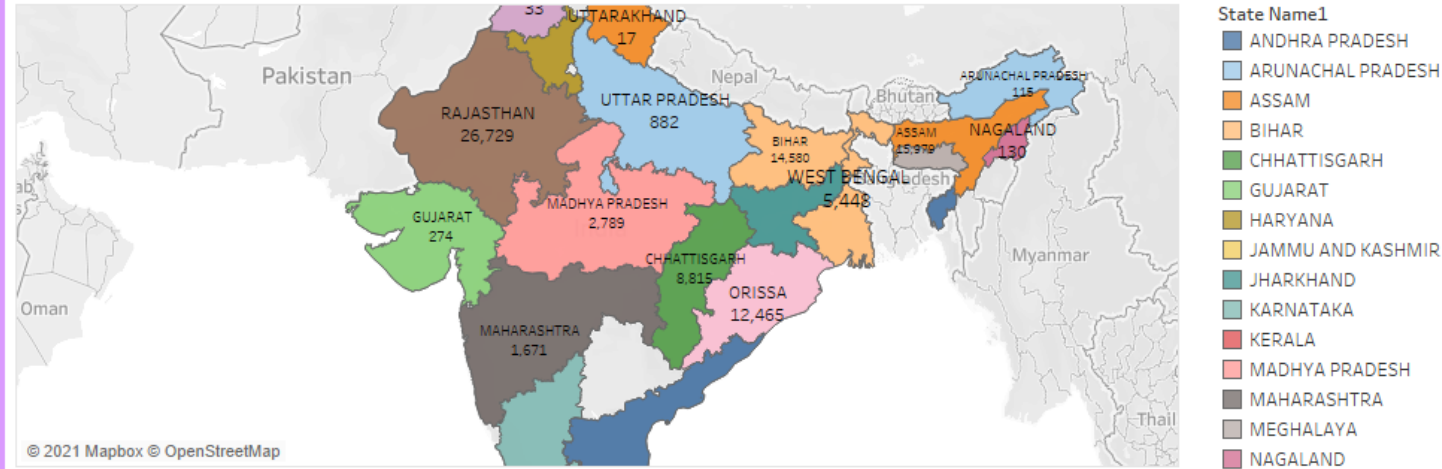 33
UTTARAKHAND
17
Pakistan
Nepal
ARUNACHAL PRADESH
115
Bhutan
RAJASTHAN
26,729
UTTAR PRADESH
882
BIHAR
14,580
ASSAM
15,979
NAGALAND
130
WEST BENGAL
5,448
Bangladesh
GUJARAT
274
MADHYA PRADESH
2,789
CHHATTISGARH
8,815
Myanmar
ORISSA
12,465
Oman
MAHARASHTRA
1,671
Thail
© 2021 Mapbox © OpenStreetMap
State Name1
ANDHRA PRADESH
ARUNACHAL PRADESH
ASSAM
BIHAR
CHHATTISGARH
GUJARAT
HARYANA
JAMMU AND KASHMIR
JHARKHAND
KARNATAKA
KERALA
MADHYA PRADESH
MAHARASHTRA
MEGHALAYA
NAGALAND